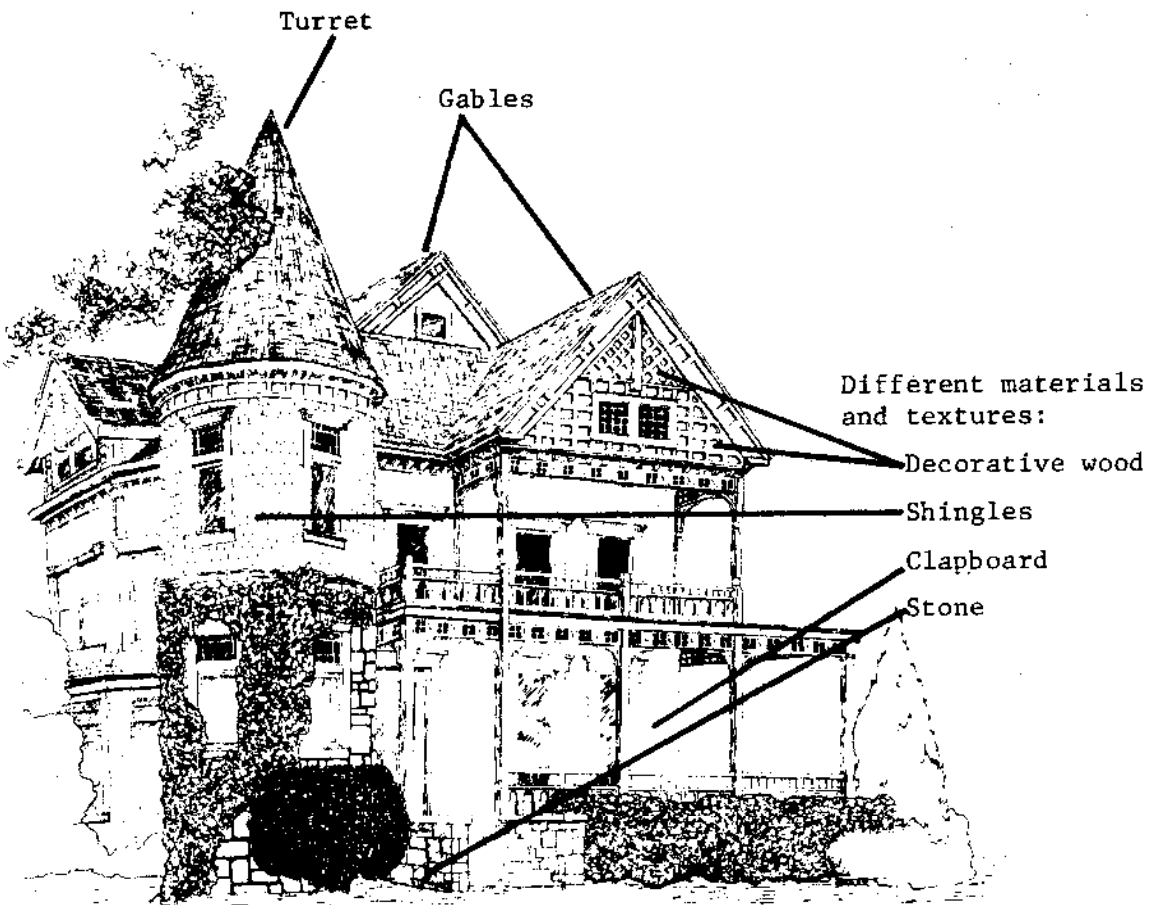 Turret
Gables
Different materials
and textures:
Decorative wood
Shingles
Clapboard
Stone